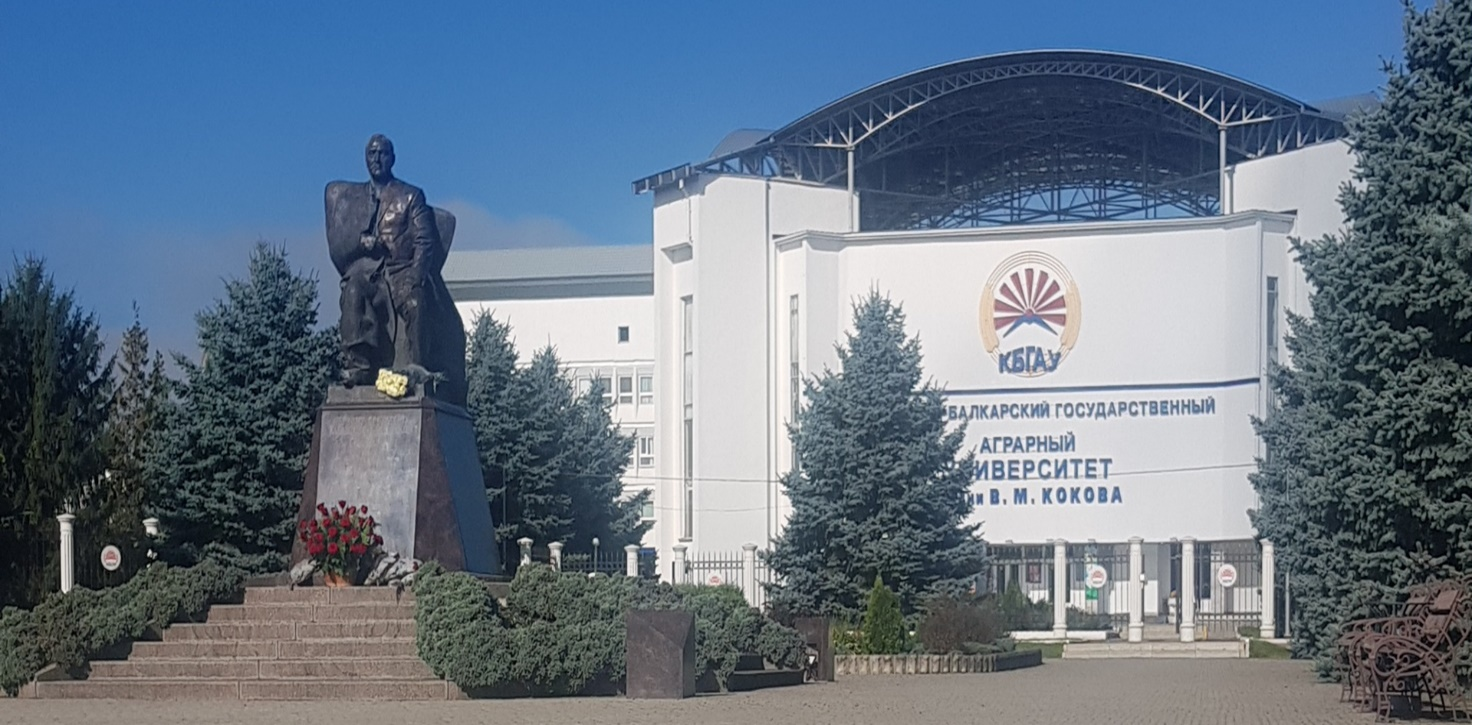 КБГАУ
БАЛКАРСКИЙ ГОСУДАРСТВЕННЫЙ
АГРАРНЫЙ
ИВЕРСИТЕТ
В. М. КОКОВА